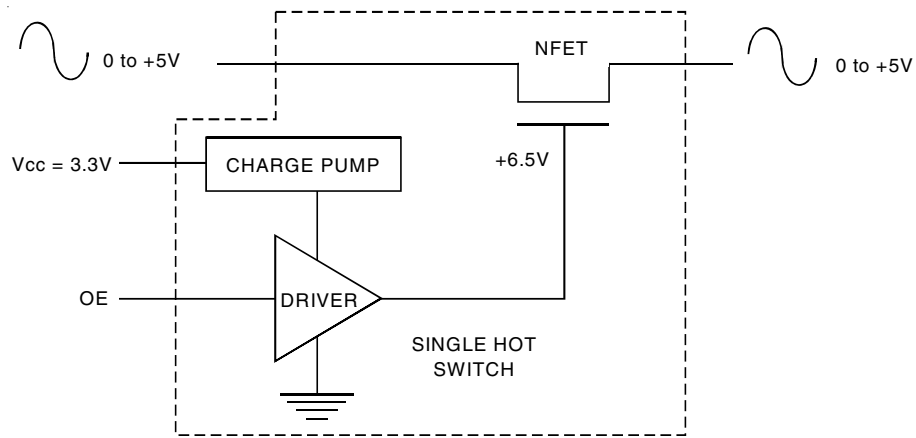 NFET
0 to +5V
0 to +5V
+6.5V
Vcc = 3.3V
CHARGE PUMP
OE
DRIVER
SINGLE HOT
SWITCH